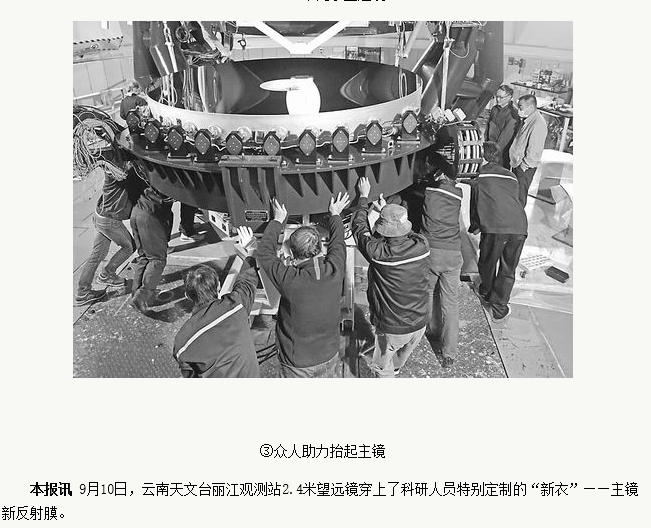 ③众人助力抬起主镜
本报讯 9月10日，云南天文台丽江观测站2.4米望远镜穿上了科研人员特别定制的“新衣”——主镜
新反射膜。